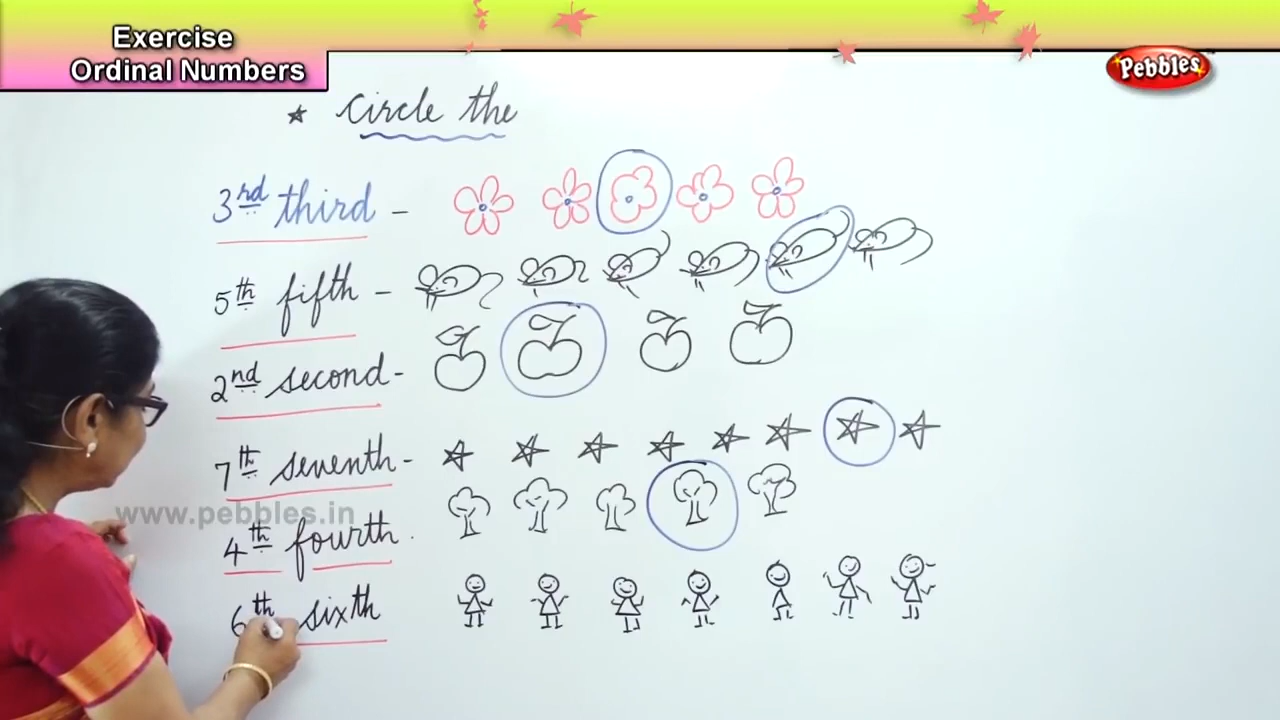 Exercise
Ordinal Numbers
Pebbles
★ Circle the
3rd third -
5th fifth -
2nd second -
7th seventh -
www.pebbles.in
4th fourth.
6th sixth